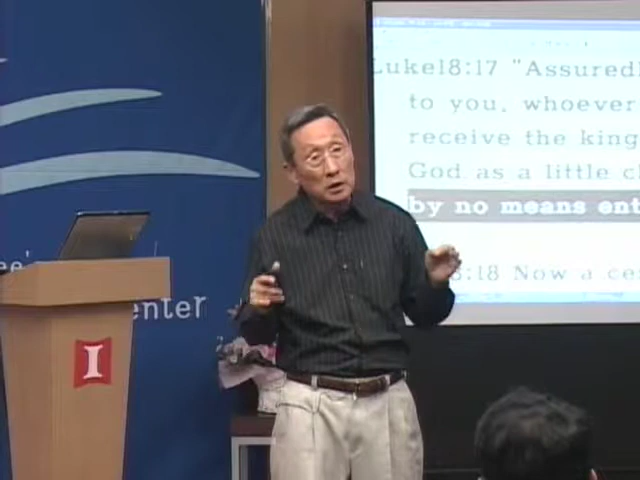 Luke18:17 "Assured
to you, whoever
receive the king
God as a little c
by no means ent
:18 Now a ce
ee's
enter
I